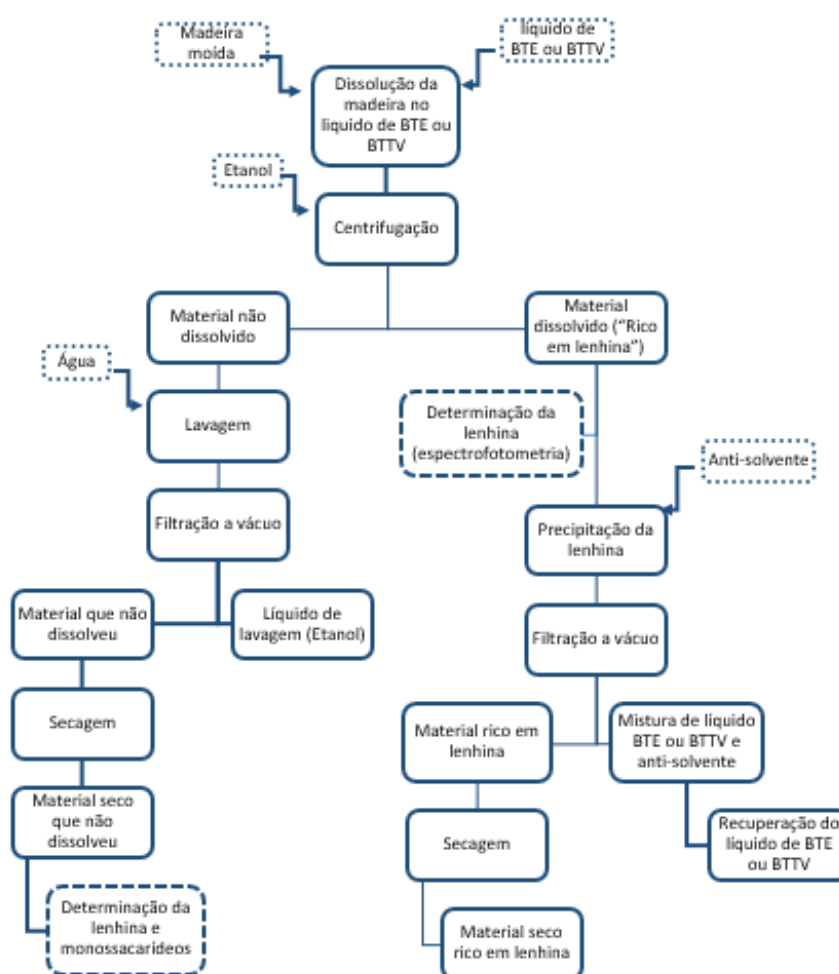 Madeira
moída
líquido de
BTE ou BTTV
Dissolução da
madeira no
liquido de BTE ou
BTTV
Etanol
Centrifugação
Material não
dissolvido
Material
dissolvido (“Rico
em lenhina”)
Água
Lavagem
Determinação da
lenhina
(espectrofotometria)
Anti-solvente
Filtração a vácuo
Precipitação da
lenhina
Material que não
dissolveu
Líquido de
lavagem (Etanol)
Filtração a vácuo
Secagem
Material rico em
lenhina
Mistura de líquido
BTE ou BTTV e
anti-solvente
Material seco
que não
dissolveu
Secagem
Recuperação do
líquido de BTE
ou BTTV
Determinação da
lenhina e
monossacarídeos
Material seco
rico em lenhina